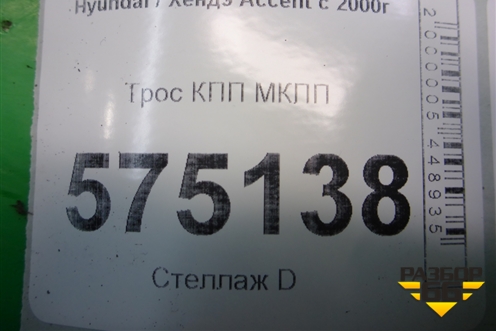 Hyundai / Хендэ Accent с 2000г
Трос КПП МКПП
575138
Стеллаж D
2000005448935
РАЗБОР